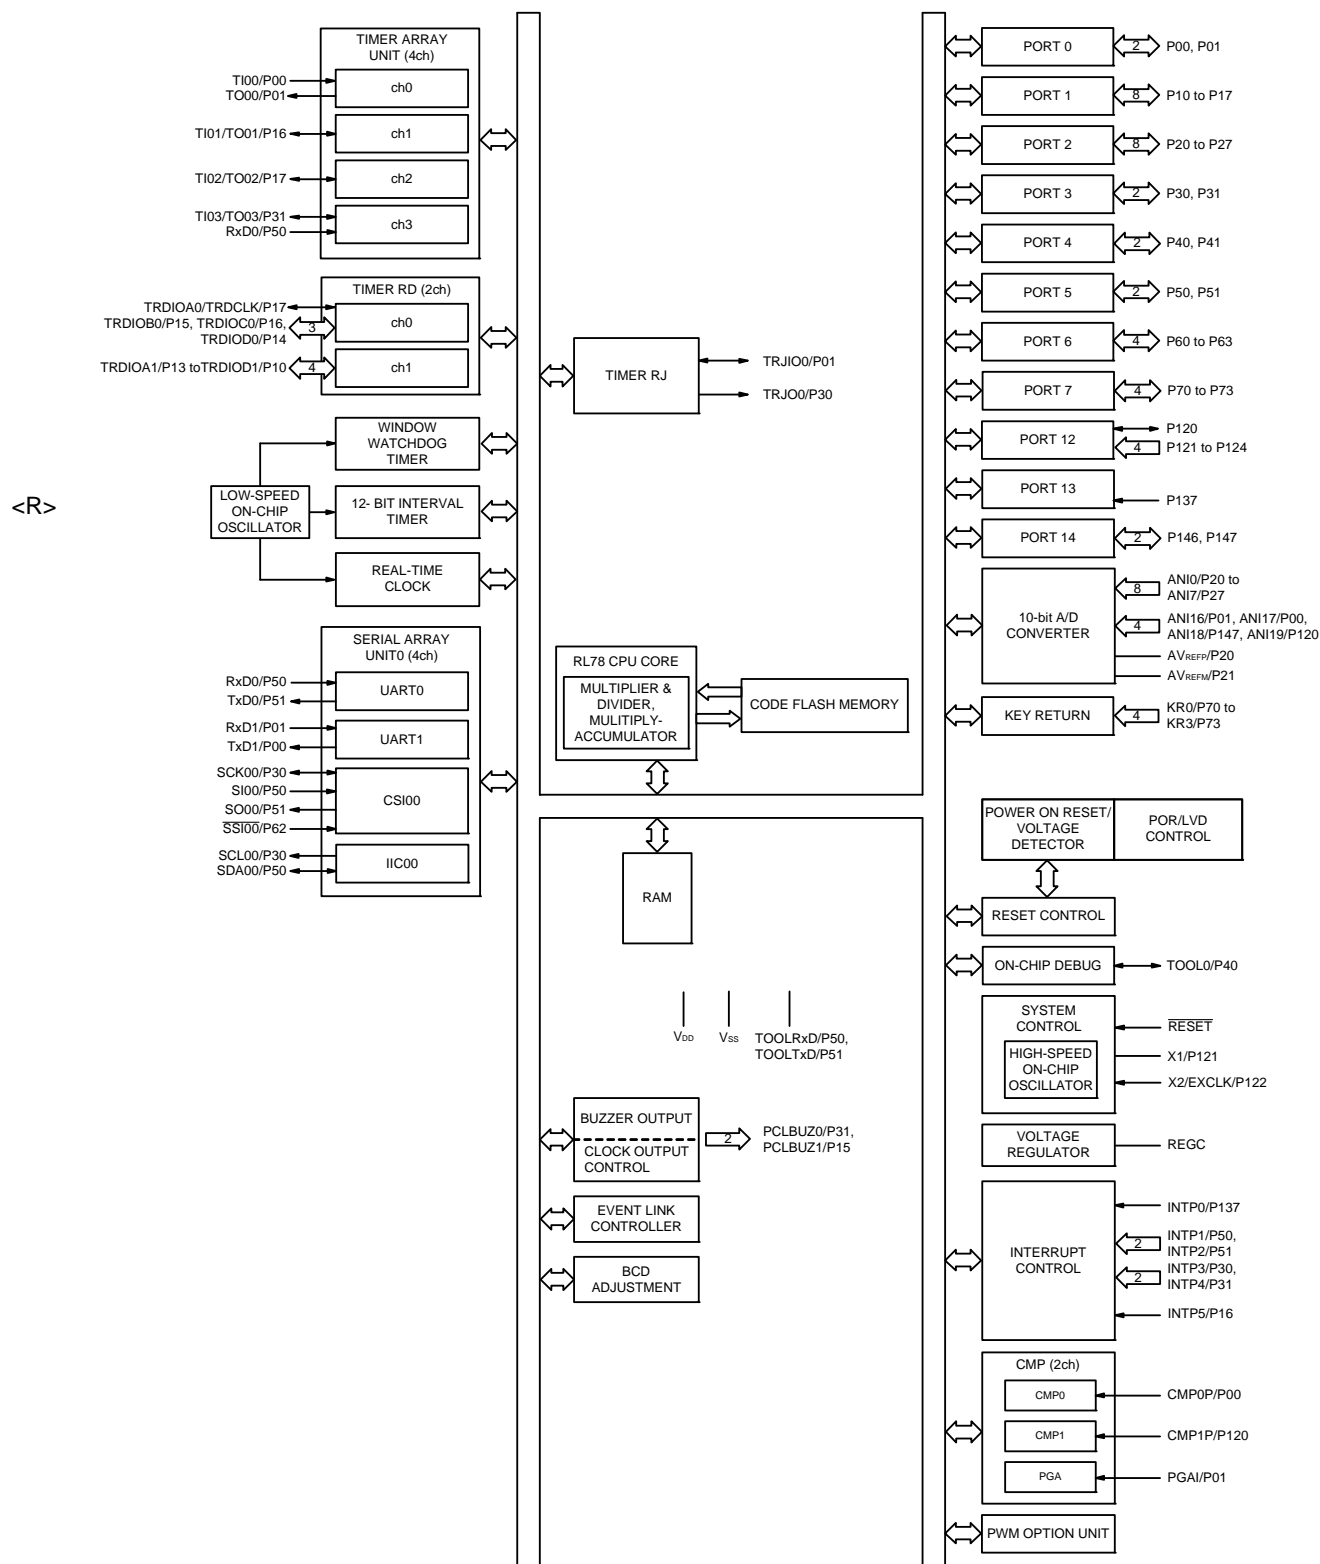 TIMER ARRAY
UNIT (4ch)
TI00/P00
TO00/P01
ch0
TI01/TO01/P16
ch1
TI02/TO02/P17
ch2
TI03/TO03/P31
RxD0/P50
ch3
TIMER RD (2ch)
TRDIOA0/TRDCLK/P17
TRDIOB0/P15, TRDIOC0/P16,
TRDIOD0/P14
3
ch0
TRDIOA1/P13 toTRDIOD1/P10
4
ch1
WINDOW
WATCHDOG
TIMER
<R>
LOW-SPEED
ON-CHIP
OSCILLATOR
12- BIT INTERVAL
TIMER
REAL-TIME
CLOCK
SERIAL ARRAY
UNIT0 (4ch)
RxD0/P50
TxD0/P51
UART0
RxD1/P01
TxD1/P00
UART1
SCK00/P30
SI00/P50
SO00/P51
SSI00/P62
CSI00
SCL00/P30
SDA00/P50
IIC00
TIMER RJ
TRJIO0/P01
TRJO0/P30
RL78 CPU CORE
MULTIPLIER &
DIVIDER,
MULITIPLY-
ACCUMULATOR
CODE FLASH MEMORY
RAM
VDD
VSS
TOOLRxD/P50,
TOOLTxD/P51
BUZZER OUTPUT
CLOCK OUTPUT
CONTROL
2
PCLBUZ0/P31,
PCLBUZ1/P15
EVENT LINK
CONTROLLER
BCD
ADJUSTMENT
PORT 0
2
P00, P01
PORT 1
8
P10 to P17
PORT 2
8
P20 to P27
PORT 3
2
P30, P31
PORT 4
2
P40, P41
PORT 5
2
P50, P51
PORT 6
4
P60 to P63
PORT 7
4
P70 to P73
PORT 12
P120
4
P121 to P124
PORT 13
P137
PORT 14
2
P146, P147
10-bit A/D
CONVERTER
8
ANI0/P20 to
ANI7/P27
4
ANI16/P01, ANI17/P00,
ANI18/P147, ANI19/P120
AVREFP/P20
AVREFM/P21
KEY RETURN
4
KR0/P70 to
KR3/P73
POWER ON RESET/
VOLTAGE
DETECTOR
POR/LVD
CONTROL
RESET CONTROL
ON-CHIP DEBUG
TOOL0/P40
SYSTEM
CONTROL
HIGH-SPEED
ON-CHIP
OSCILLATOR
RESET
X1/P121
X2/EXCLK/P122
VOLTAGE
REGULATOR
REGC
INTERRUPT
CONTROL
INTP0/P137
2
INTP1/P50,
INTP2/P51
2
INTP3/P30,
INTP4/P31
INTP5/P16
CMP (2ch)
CMP0
CMP0P/P00
CMP1
CMP1P/P120
PGA
PGAI/P01
PWM OPTION UNIT